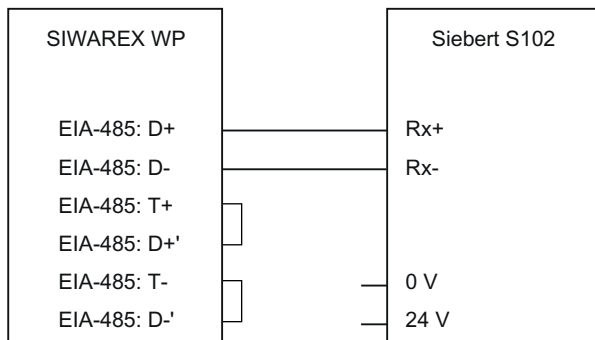 SIWAREX WP
Siebert S102
EIA-485: D+
Rx+
EIA-485: D-
Rx-
EIA-485: T+
EIA-485: D+'
EIA-485: T-
0 V
EIA-485: D-'
24 V